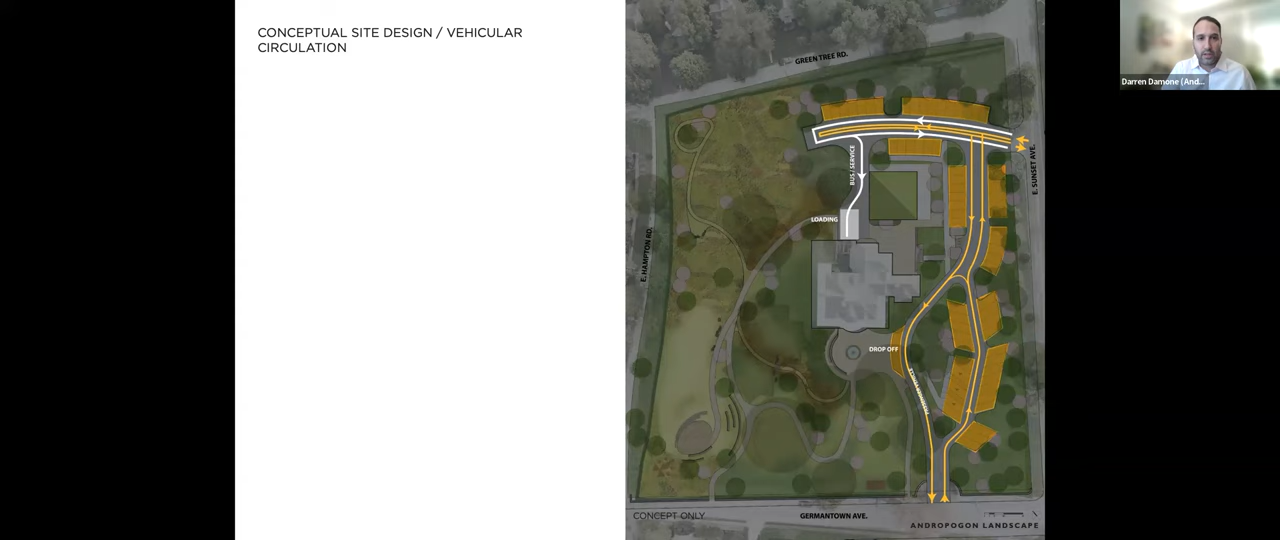 CONCEPTUAL SITE DESIGN / VEHICULAR
CIRCULATION
Darren Damone (And...
GREEN TREE RD.
E. SUNSET AVE.
BUS / SERVICE
LOADING
E. HAMPTON RD.
DROP OFF
CONCEPT ONLY
GERMANTOWN AVE.
ANDROPOGON LANDSCAPE